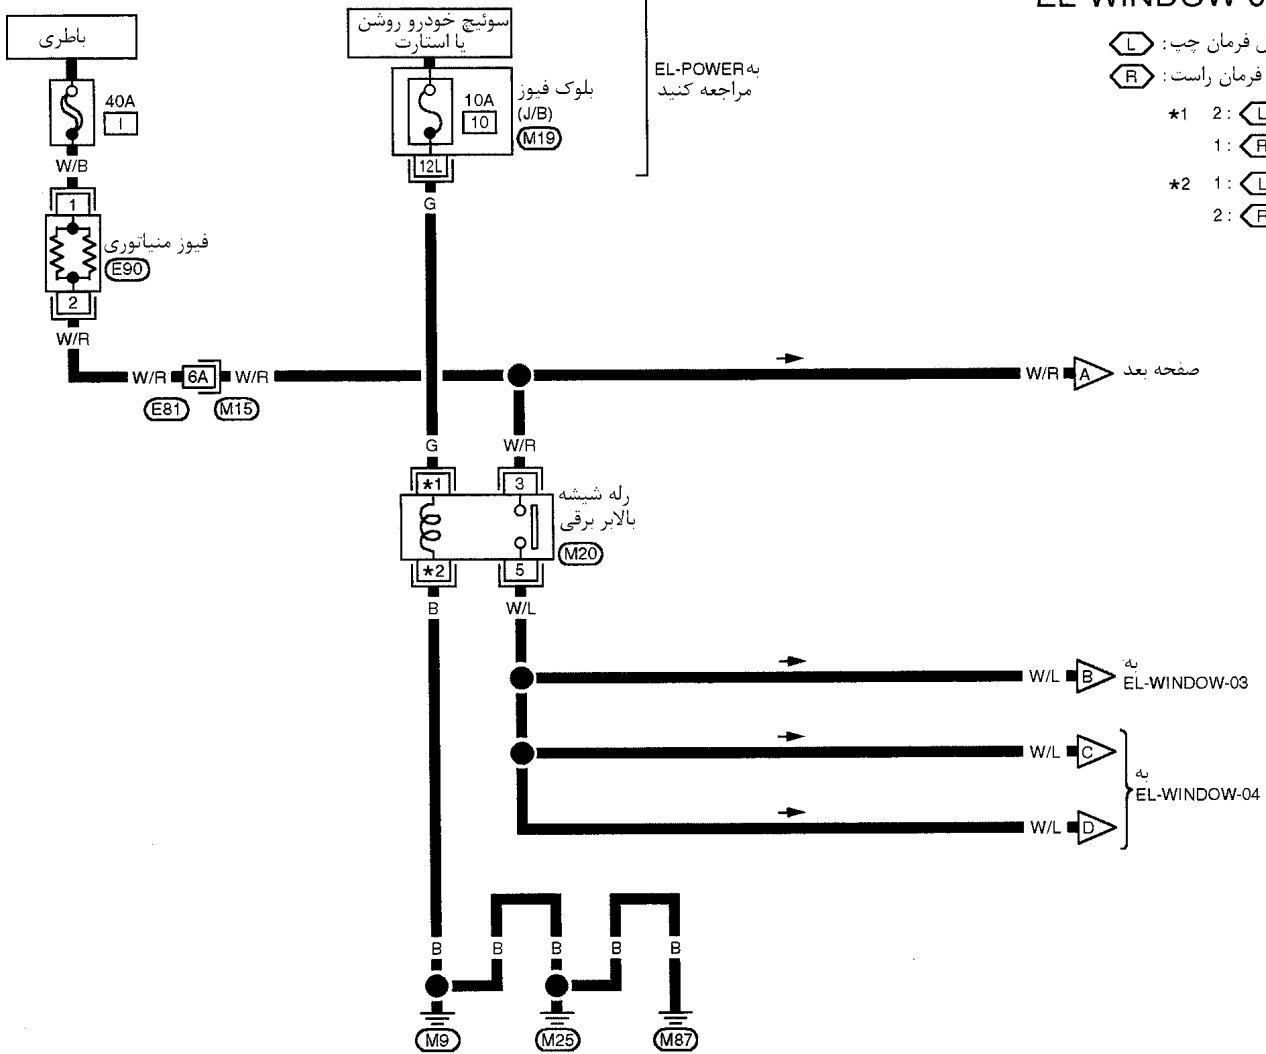 EL-WINDOW-0
باطری
سوئیچ خودرو روشن
یا استارت
به EL-POWER
مراجعه کنید
فرمان چپ : L
فرمان راست : R
*1 2 : L
1 : R
*2 1 : L
2 : R
40A
I
10A
10
بلوک فیوز
(J/B)
M19
W/B
12L
G
1
فیوز منیاتوری
E90
2
W/R
W/R
6A
W/R
E81
M15
W/R
A
صفحه بعد
G
W/R
*1
3
رله شیشه
بالابر برقی
M20
*2
5
B
W/L
W/L
B
به
EL-WINDOW-03
W/L
C
به
EL-WINDOW-04
W/L
D
B
B
B
B
B
M9
M25
M87